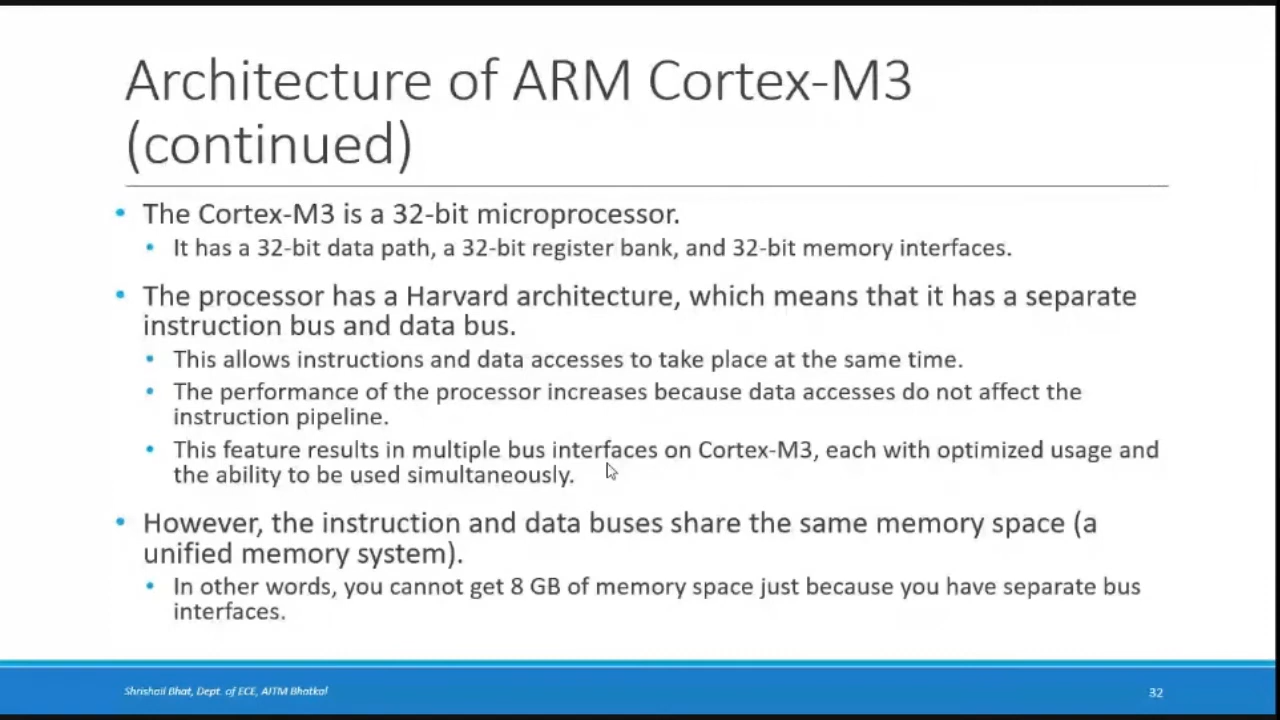 Architecture of ARM Cortex-M3
(continued)
• The Cortex-M3 is a 32-bit microprocessor.
• It has a 32-bit data path, a 32-bit register bank, and 32-bit memory interfaces.
• The processor has a Harvard architecture, which means that it has a separate
instruction bus and data bus.
• This allows instructions and data accesses to take place at the same time.
• The performance of the processor increases because data accesses do not affect the
instruction pipeline.
• This feature results in multiple bus interfaces on Cortex-M3, each with optimized usage and
the ability to be used simultaneously.
• However, the instruction and data buses share the same memory space (a
unified memory system).
• In other words, you cannot get 8 GB of memory space just because you have separate bus
interfaces.
Shrishail Bhat, Dept. of ECE, AITM Bhatkal
32